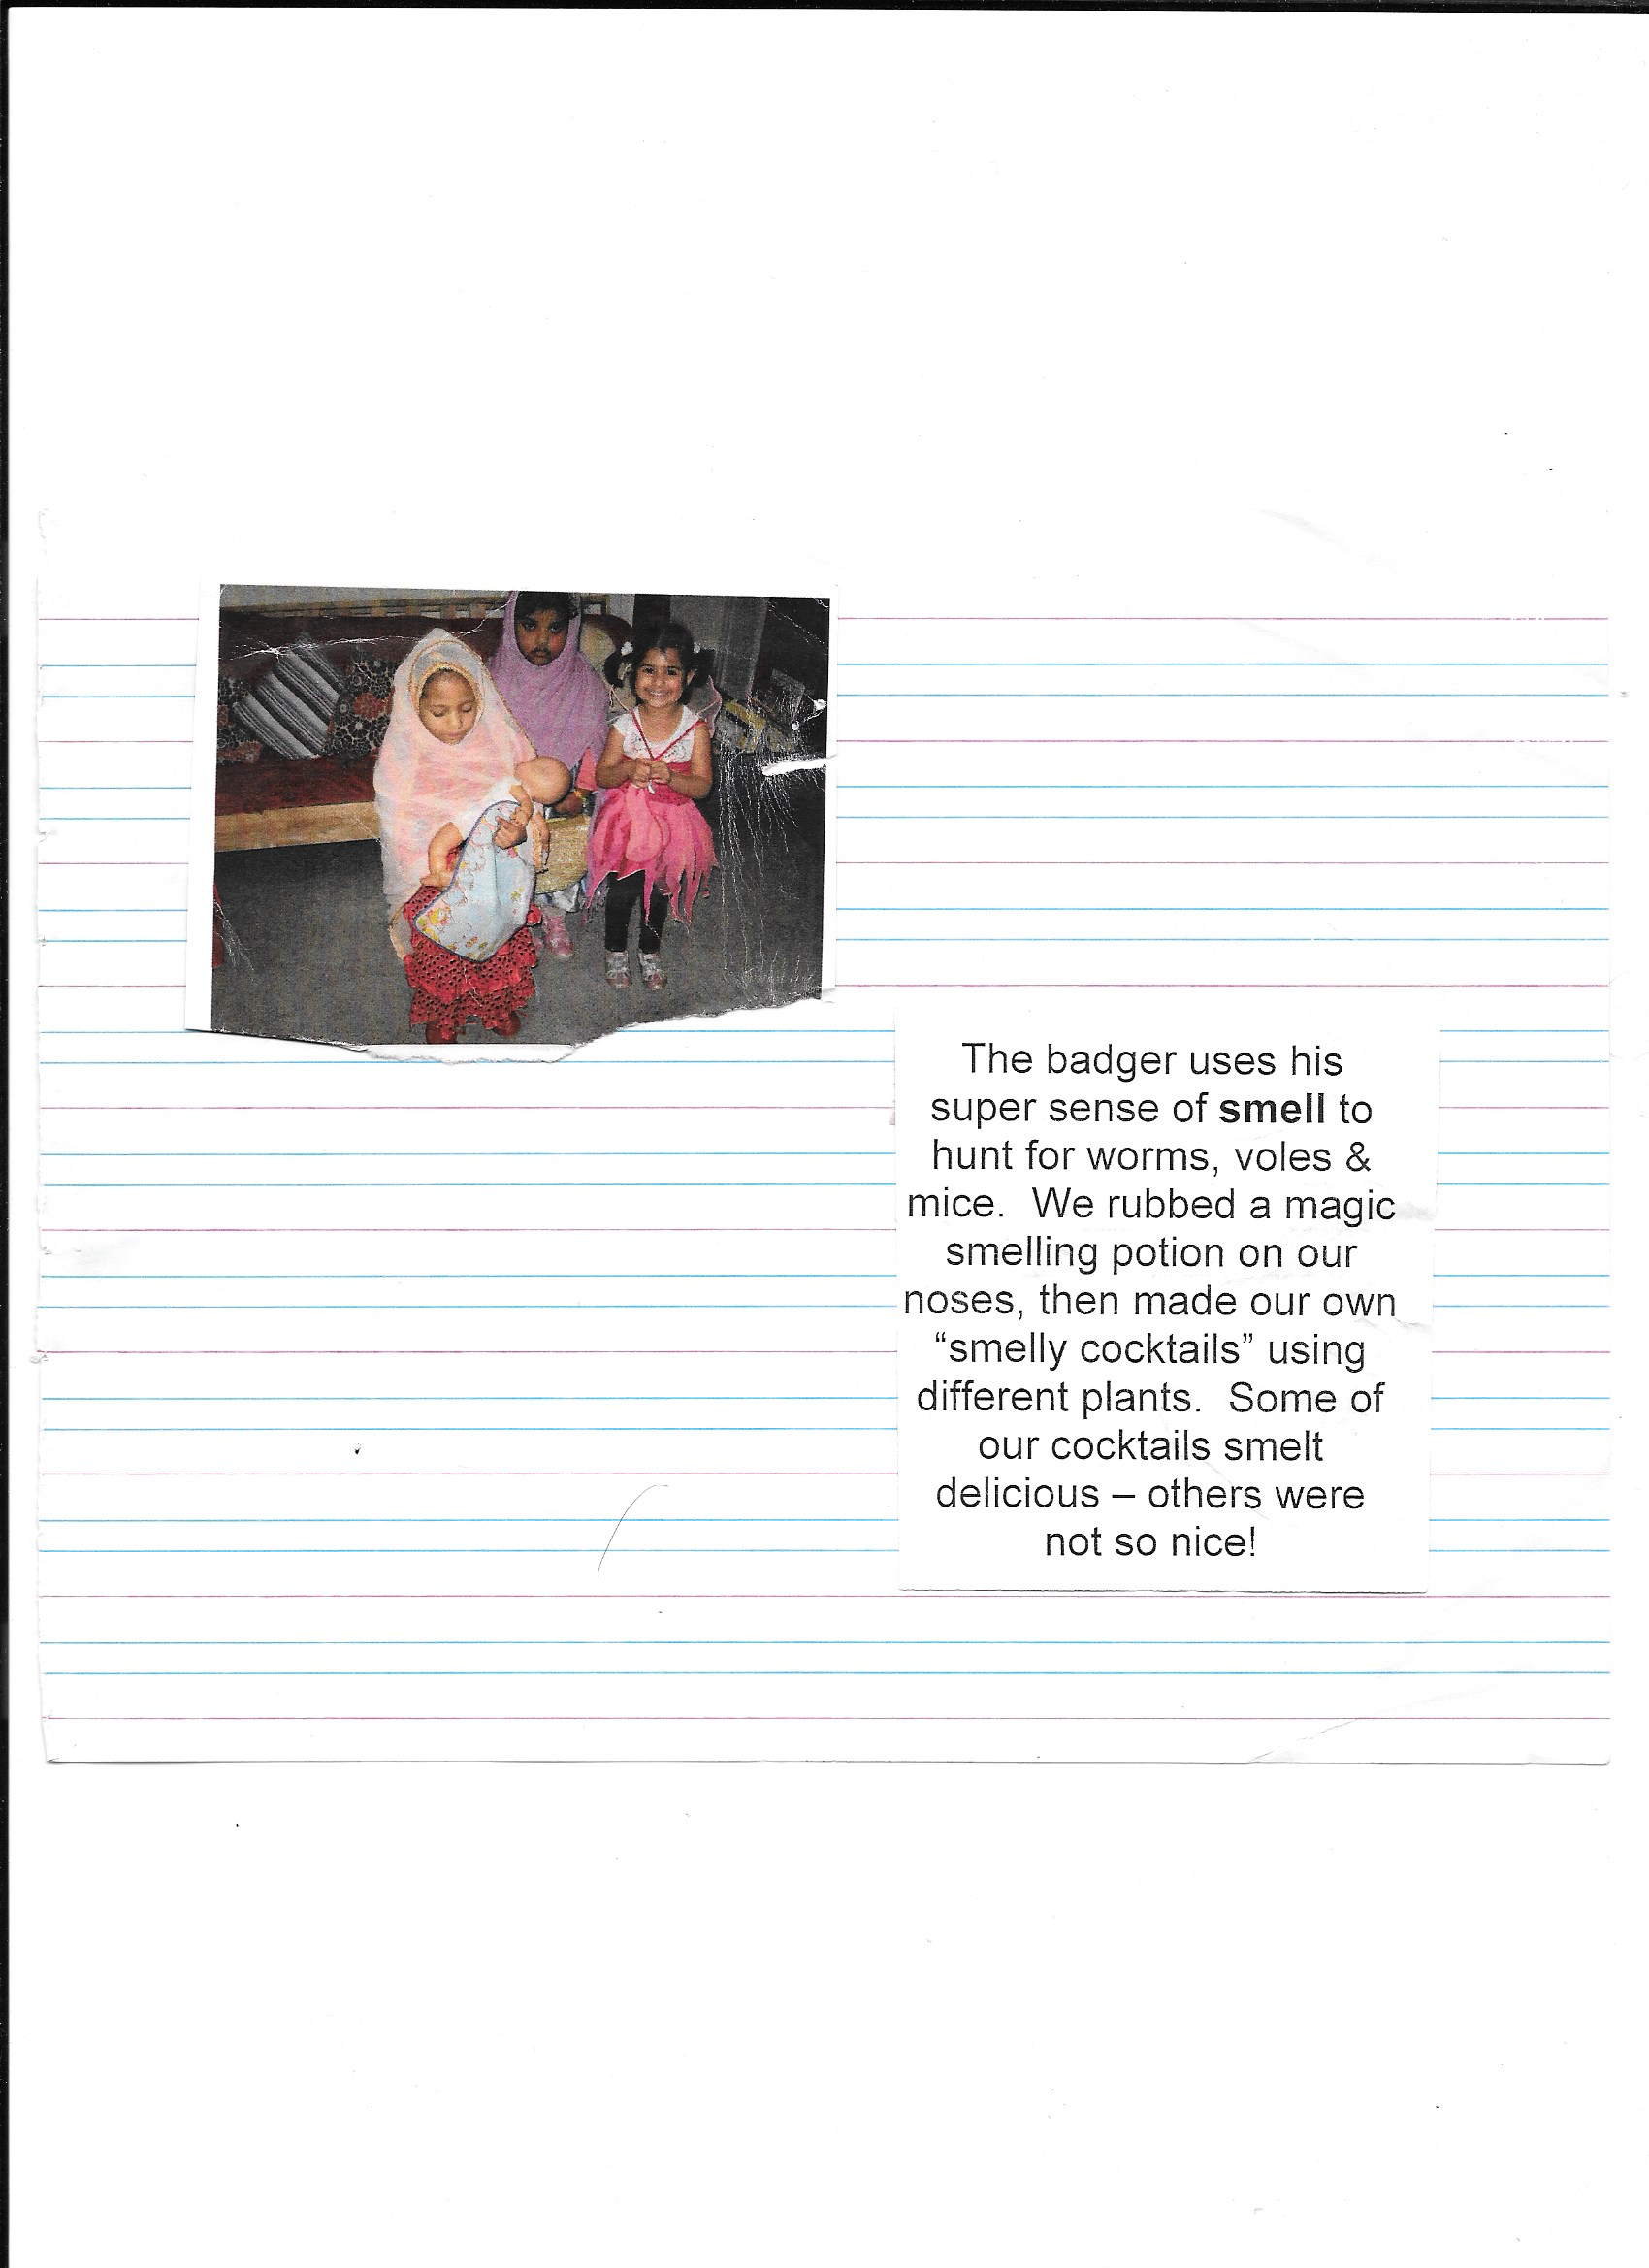 The badger uses his
super sense of smell to
hunt for worms, voles &
mice.  We rubbed a magic
smelling potion on our
noses, then made our own
“smelly cocktails” using
different plants.  Some of
our cocktails smelt
delicious – others were
not so nice!